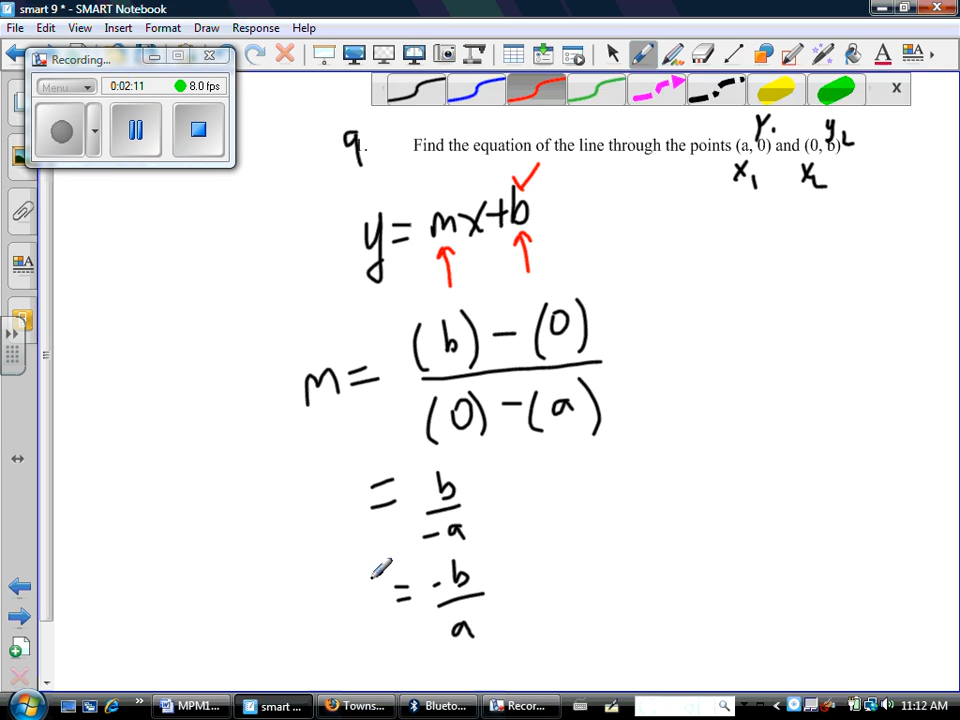 smart 9 * - SMART Notebook
File Edit View Insert Format Draw Response Help
Recording...
Menu 0:02:11 8.0 fps
X
y1 y2
9 1. Find the equation of the line through the points (a, 0) and (0, b)
x1 x2
y = mx+b
m = (b) - (0)
(0) - (a)
= b
-a
= -b
a
MPM1... smart ... Towns... Blueto... Recor... 11:12 AM